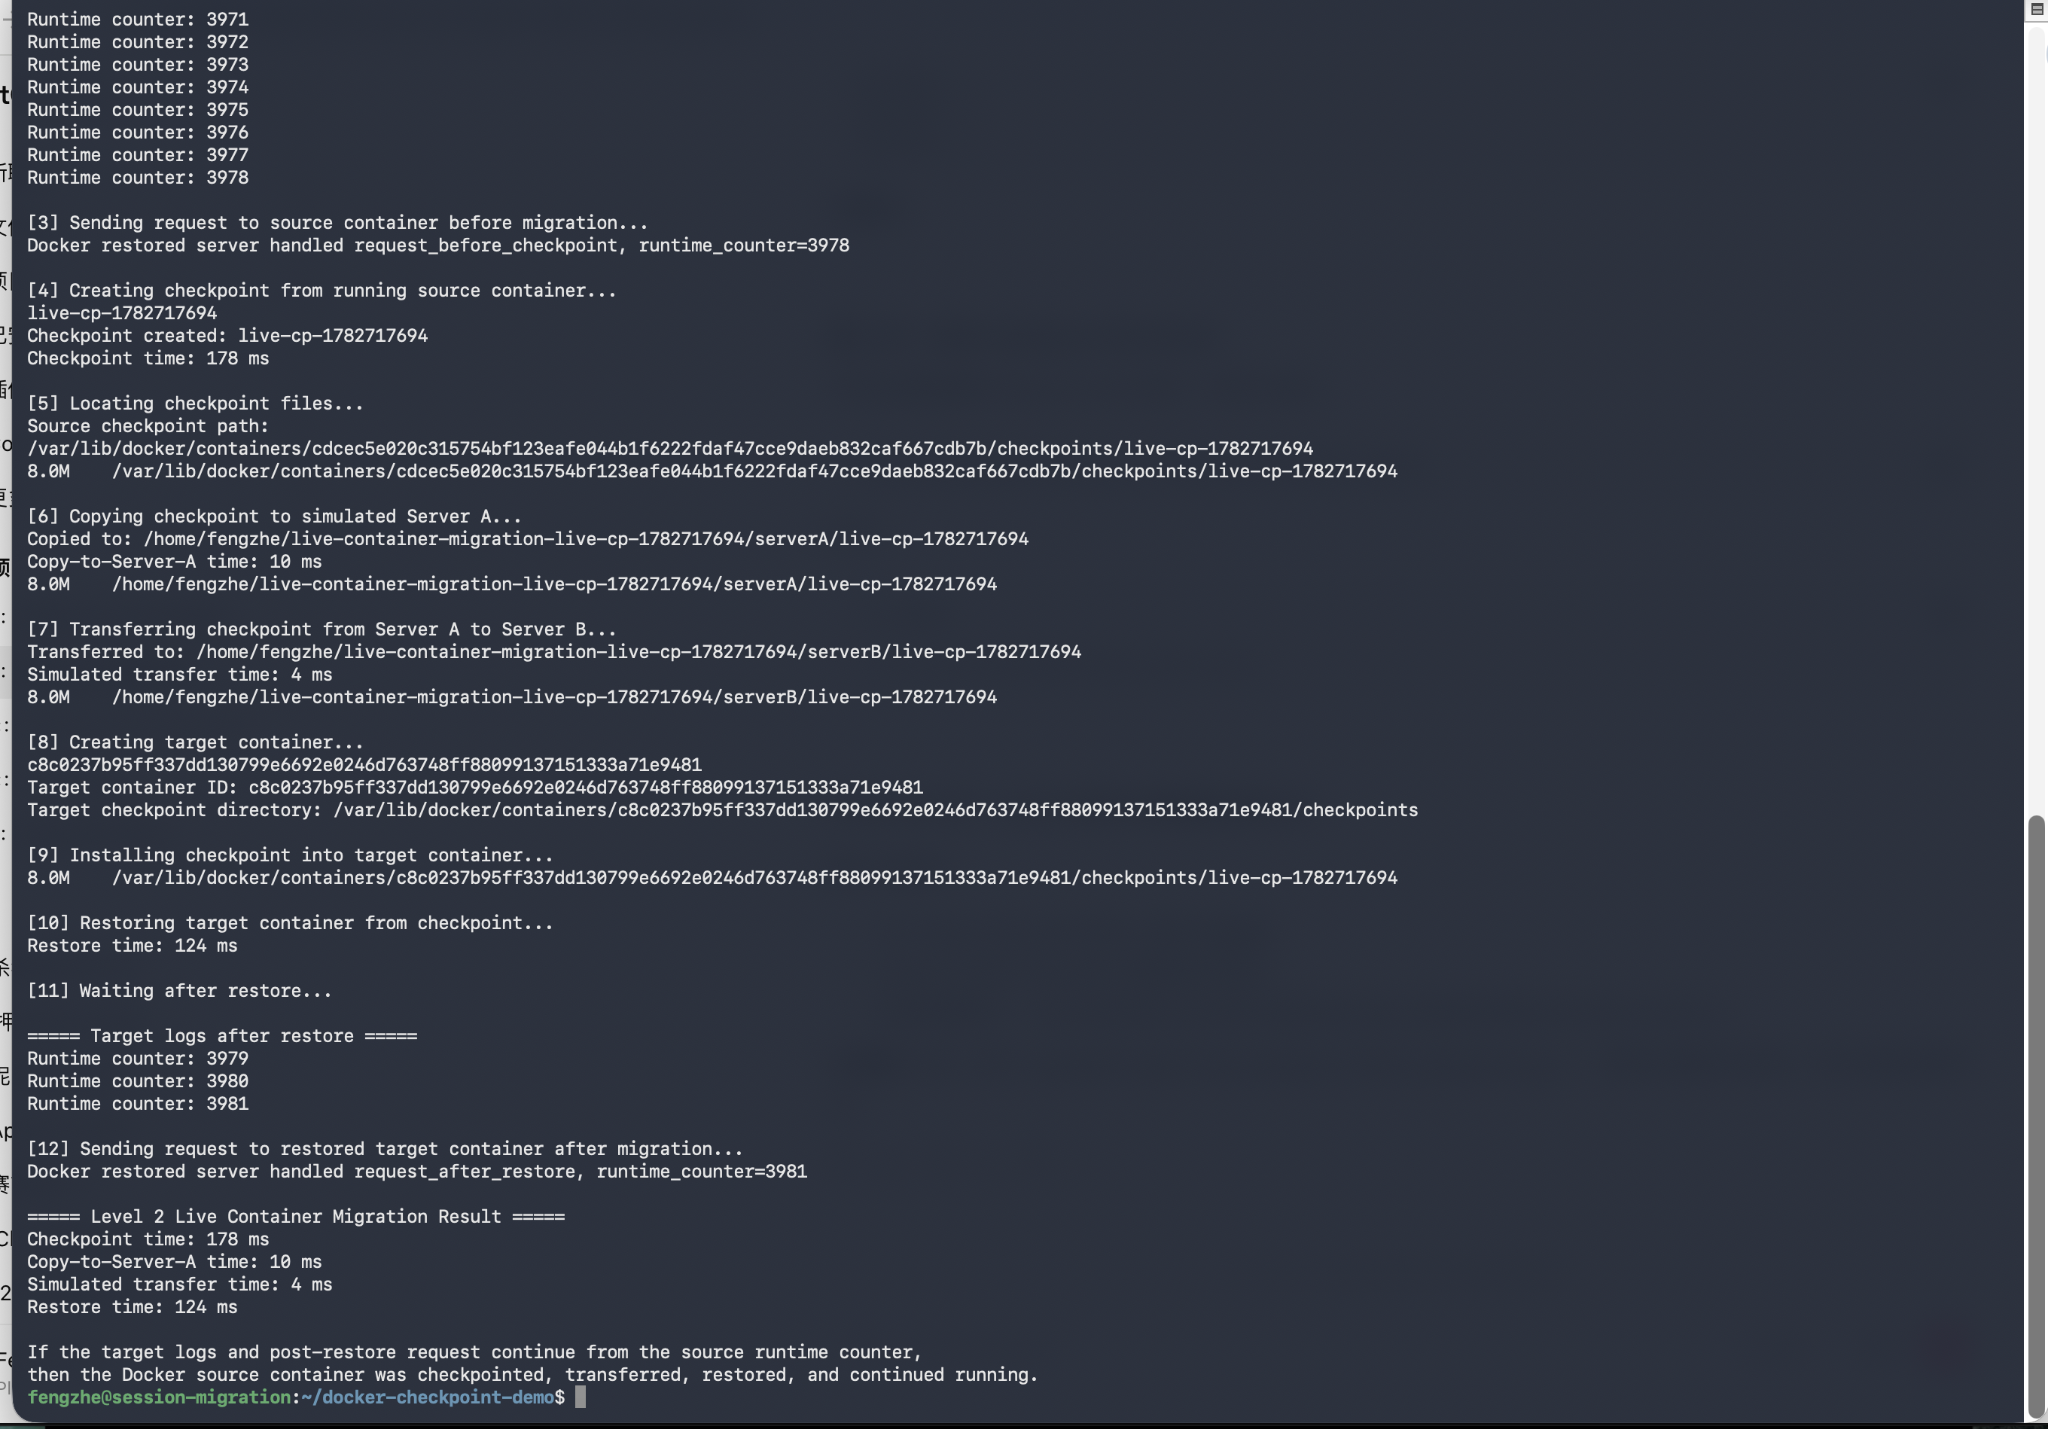 Runtime counter: 3971
Runtime counter: 3972
Runtime counter: 3973
Runtime counter: 3974
Runtime counter: 3975
Runtime counter: 3976
Runtime counter: 3977
Runtime counter: 3978
[3] Sending request to source container before migration...
Docker restored server handled request_before_checkpoint, runtime_counter=3978
[4] Creating checkpoint from running source container...
live-cp-1782717694
Checkpoint created: live-cp-1782717694
Checkpoint time: 178 ms
[5] Locating checkpoint files...
Source checkpoint path:
/var/lib/docker/containers/cdcec5e020c315754bf123eafe044b1f6222fdaf47cce9daeb832caf667cdb7b/checkpoints/live-cp-1782717694
8.0M    /var/lib/docker/containers/cdcec5e020c315754bf123eafe044b1f6222fdaf47cce9daeb832caf667cdb7b/checkpoints/live-cp-1782717694
[6] Copying checkpoint to simulated Server A...
Copied to: /home/fengzhe/live-container-migration-live-cp-1782717694/serverA/live-cp-1782717694
Copy-to-Server-A time: 10 ms
8.0M    /home/fengzhe/live-container-migration-live-cp-1782717694/serverA/live-cp-1782717694
[7] Transferring checkpoint from Server A to Server B...
Transferred to: /home/fengzhe/live-container-migration-live-cp-1782717694/serverB/live-cp-1782717694
Simulated transfer time: 4 ms
8.0M    /home/fengzhe/live-container-migration-live-cp-1782717694/serverB/live-cp-1782717694
[8] Creating target container...
c8c0237b95ff337dd130799e6692e0246d763748ff88099137151333a71e9481
Target container ID: c8c0237b95ff337dd130799e6692e0246d763748ff88099137151333a71e9481
Target checkpoint directory: /var/lib/docker/containers/c8c0237b95ff337dd130799e6692e0246d763748ff88099137151333a71e9481/checkpoints
[9] Installing checkpoint into target container...
8.0M    /var/lib/docker/containers/c8c0237b95ff337dd130799e6692e0246d763748ff88099137151333a71e9481/checkpoints/live-cp-1782717694
[10] Restoring target container from checkpoint...
Restore time: 124 ms
[11] Waiting after restore...
===== Target logs after restore =====
Runtime counter: 3979
Runtime counter: 3980
Runtime counter: 3981
[12] Sending request to restored target container after migration...
Docker restored server handled request_after_restore, runtime_counter=3981
===== Level 2 Live Container Migration Result =====
Checkpoint time: 178 ms
Copy-to-Server-A time: 10 ms
Simulated transfer time: 4 ms
Restore time: 124 ms
If the target logs and post-restore request continue from the source runtime counter,
then the Docker source container was checkpointed, transferred, restored, and continued running.
fengzhe@session-migration:~/docker-checkpoint-demo$